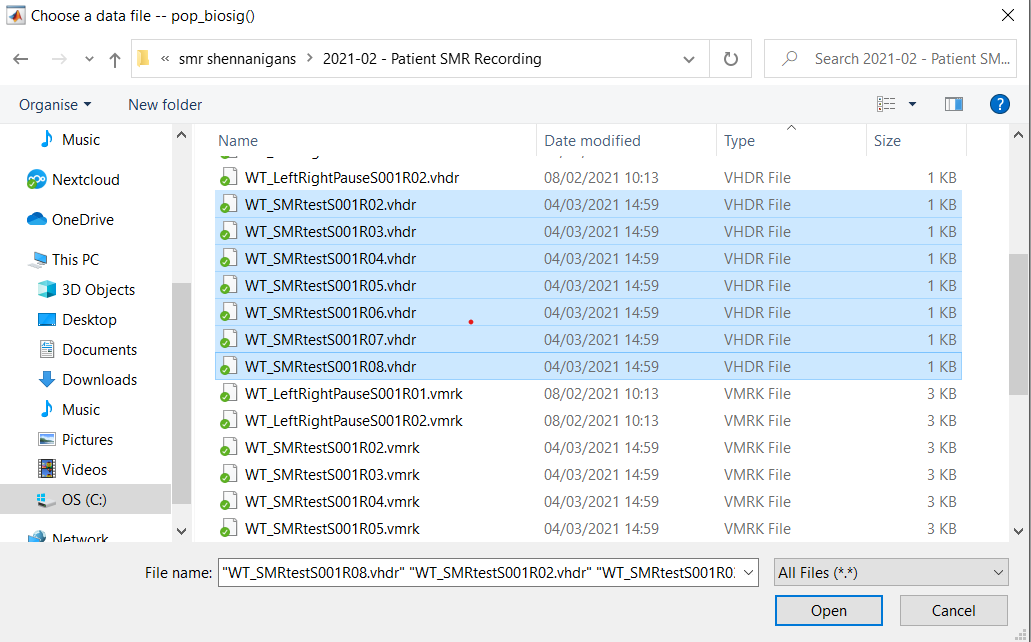 Choose a data file -- pop_biosig()
« smr shennanigans > 2021-02 - Patient SMR Recording
Search 2021-02 - Patient SM...
Organise
New folder
?
Music
Nextcloud
OneDrive
This PC
3D Objects
Desktop
Documents
Downloads
Music
Pictures
Videos
OS (C:)
Network
Name Date modified Type Size
WT_LeftRightPauseS001R02.vhdr 08/02/2021 10:13 VHDR File 1 KB
WT_SMRtestS001R02.vhdr 04/03/2021 14:59 VHDR File 1 KB
WT_SMRtestS001R03.vhdr 04/03/2021 14:59 VHDR File 1 KB
WT_SMRtestS001R04.vhdr 04/03/2021 14:59 VHDR File 1 KB
WT_SMRtestS001R05.vhdr 04/03/2021 14:59 VHDR File 1 KB
WT_SMRtestS001R06.vhdr 04/03/2021 14:59 VHDR File 1 KB
WT_SMRtestS001R07.vhdr 04/03/2021 14:59 VHDR File 1 KB
WT_SMRtestS001R08.vhdr 04/03/2021 14:59 VHDR File 1 KB
WT_LeftRightPauseS001R01.vmrk 08/02/2021 10:13 VMRK File 3 KB
WT_LeftRightPauseS001R02.vmrk 08/02/2021 10:13 VMRK File 3 KB
WT_SMRtestS001R02.vmrk 04/03/2021 14:59 VMRK File 3 KB
WT_SMRtestS001R03.vmrk 04/03/2021 14:59 VMRK File 3 KB
WT_SMRtestS001R04.vmrk 04/03/2021 14:59 VMRK File 3 KB
WT_SMRtestS001R05.vmrk 04/03/2021 14:59 VMRK File 3 KB
File name: "WT_SMRtestS001R08.vhdr" "WT_SMRtestS001R02.vhdr" "WT_SMRtestS001R0
All Files (*.*)
Open
Cancel